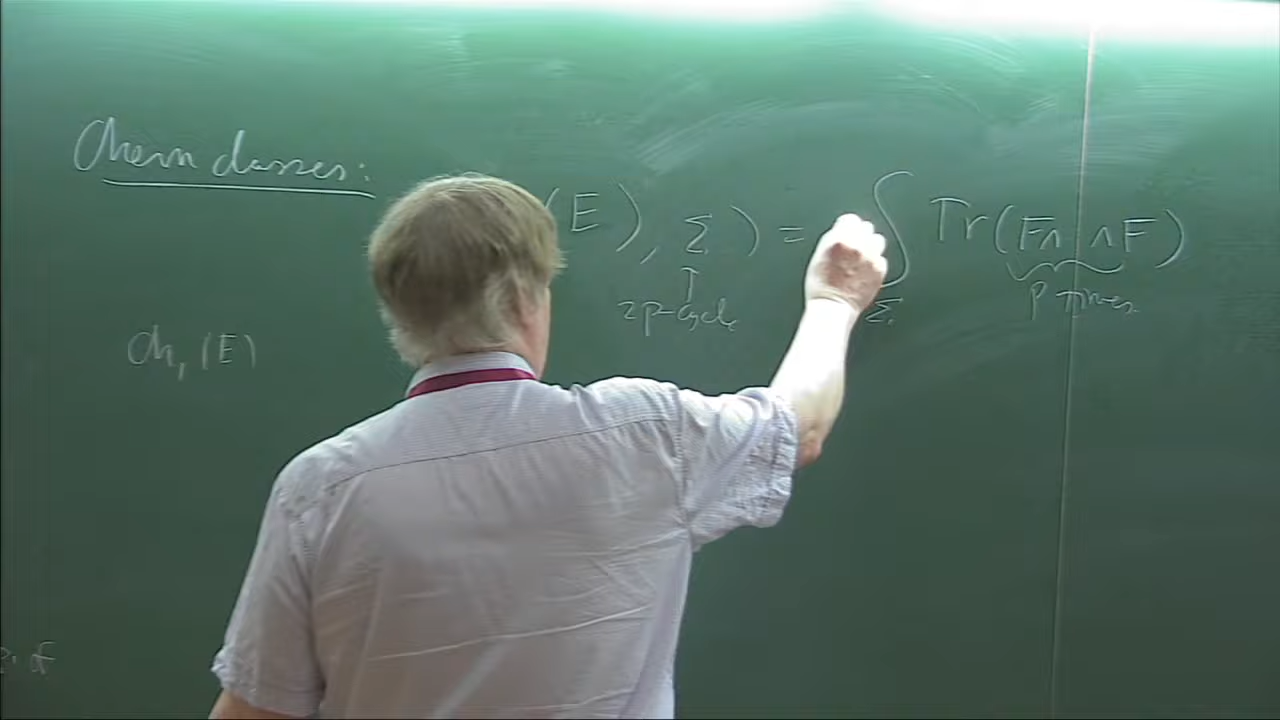 Chern classes:
(E), Σ) = ∫ Tr(F∧ ∧F)
Σ
↑
2p-cycle
p times
ch₁(E)